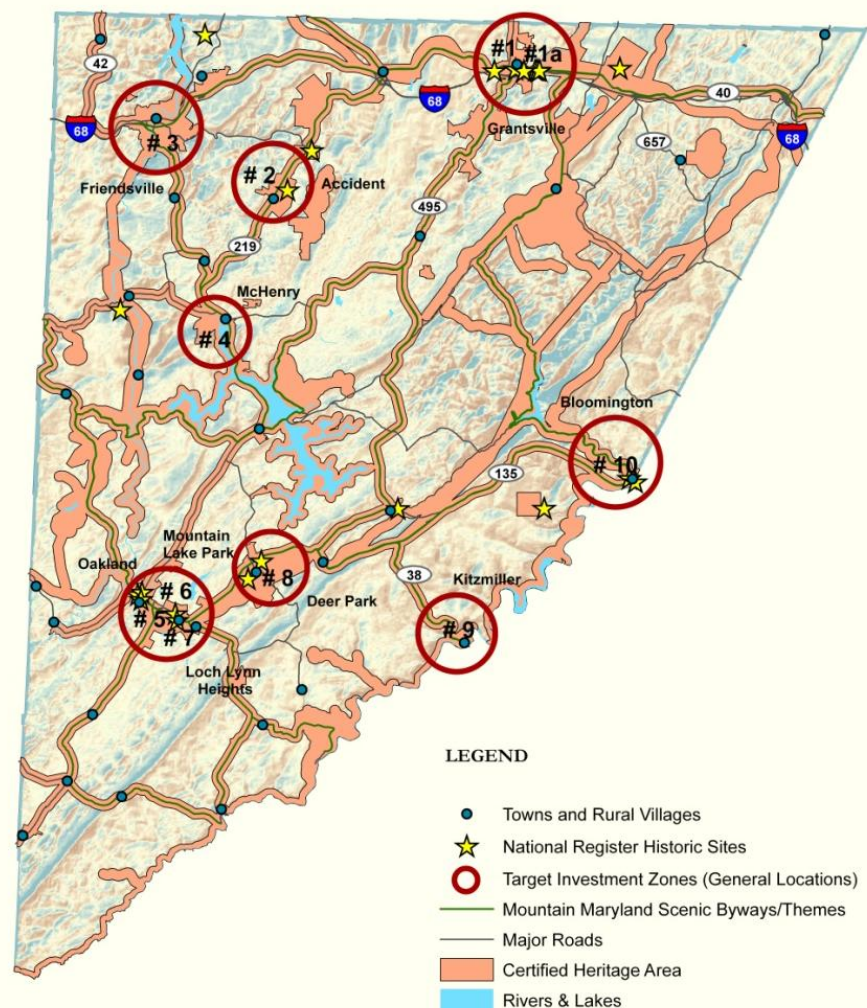 42
68
# 3
Friendsville
# 2
Accident
219
68
#1
#1a
Grantsville
40
68
657
495
McHenry
# 4
Bloomington
# 10
135
Mountain
Lake Park
Oakland
# 6
# 5
# 7
# 8
Deer Park
Loch Lynn
Heights
38
Kitzmiller
# 9
LEGEND
Towns and Rural Villages
National Register Historic Sites
Target Investment Zones (General Locations)
Mountain Maryland Scenic Byways/Themes
Major Roads
Certified Heritage Area
Rivers & Lakes